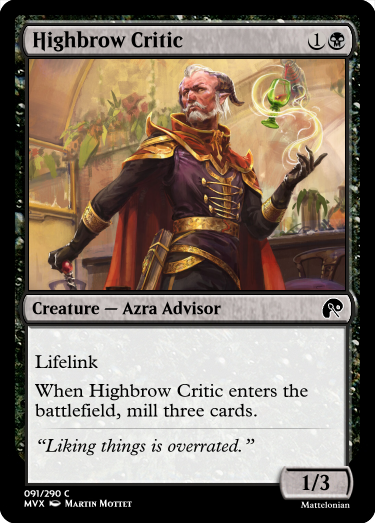 Highbrow Critic 1
Creature — Azra Advisor
Lifelink
When Highbrow Critic enters the
battlefield, mill three cards.
“Liking things is overrated.”
1/3
091/290 C
MVX Martin Mottet
Mattelonian